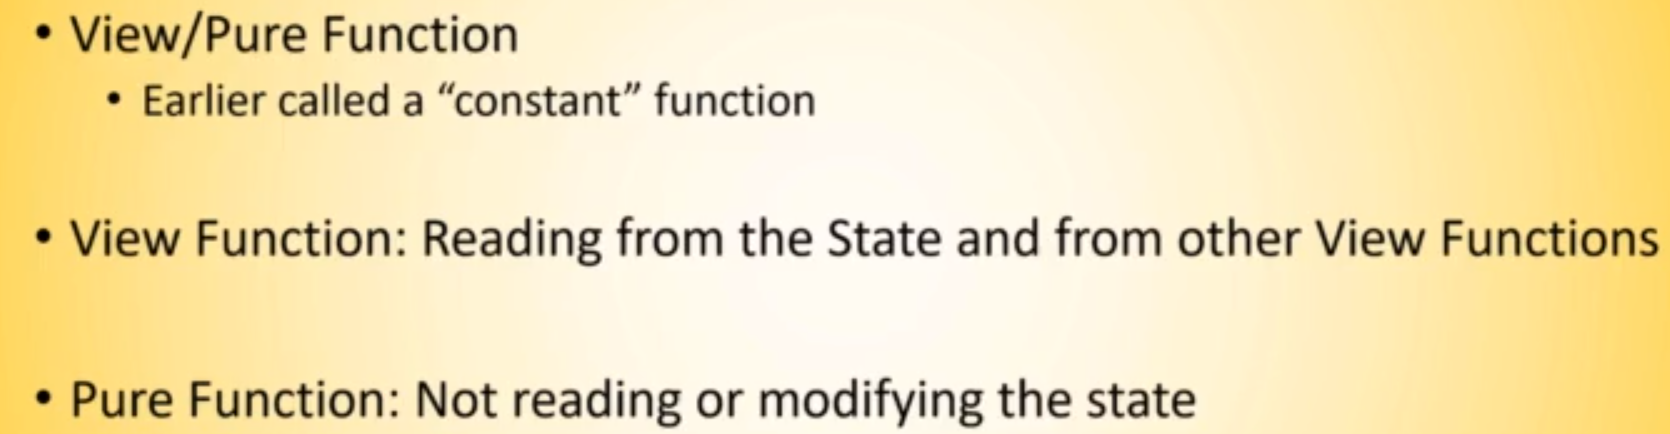 • View/Pure Function
• Earlier called a “constant” function
• View Function: Reading from the State and from other View Functions
• Pure Function: Not reading or modifying the state